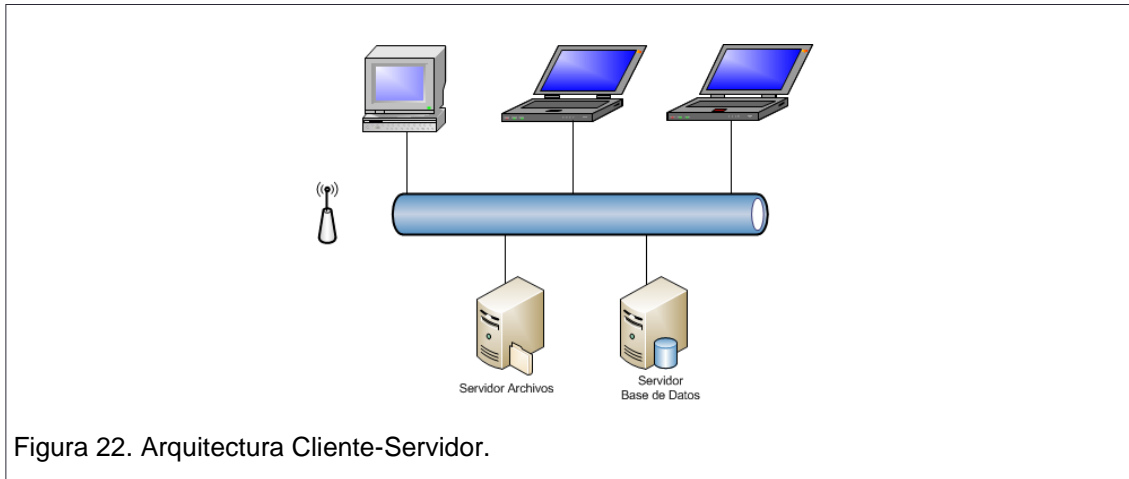 Servidor Archivos
Servidor
Base de Datos
Figura 22. Arquitectura Cliente-Servidor.